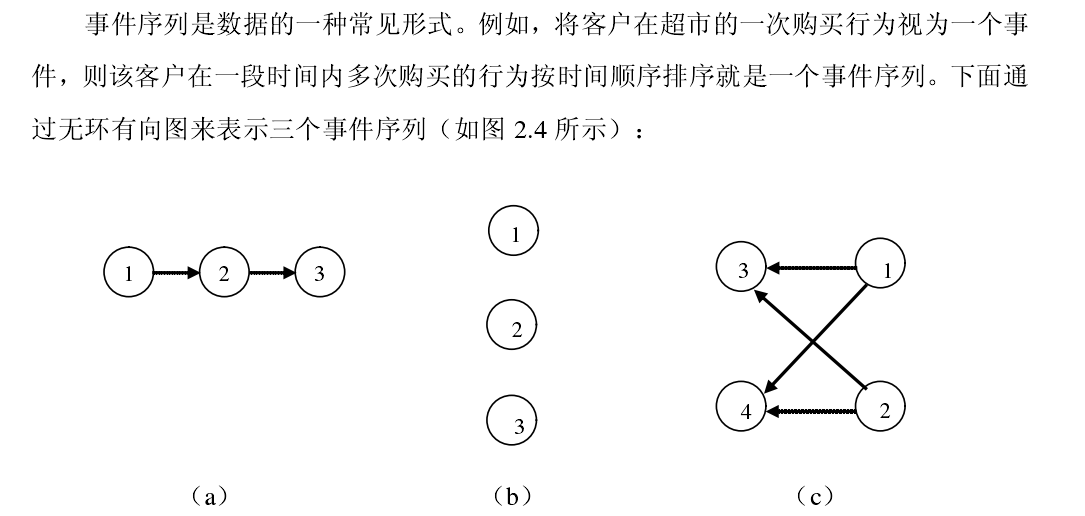 事件序列是数据的一种常见形式。例如，将客户在超市的一次购买行为视为一个事
件，则该客户在一段时间内多次购买的行为按时间顺序排序就是一个事件序列。下面通
过无环有向图来表示三个事件序列（如图 2.4 所示）：
1 2 3
1
2
3
3 1
4 2
（a） （b） （c）